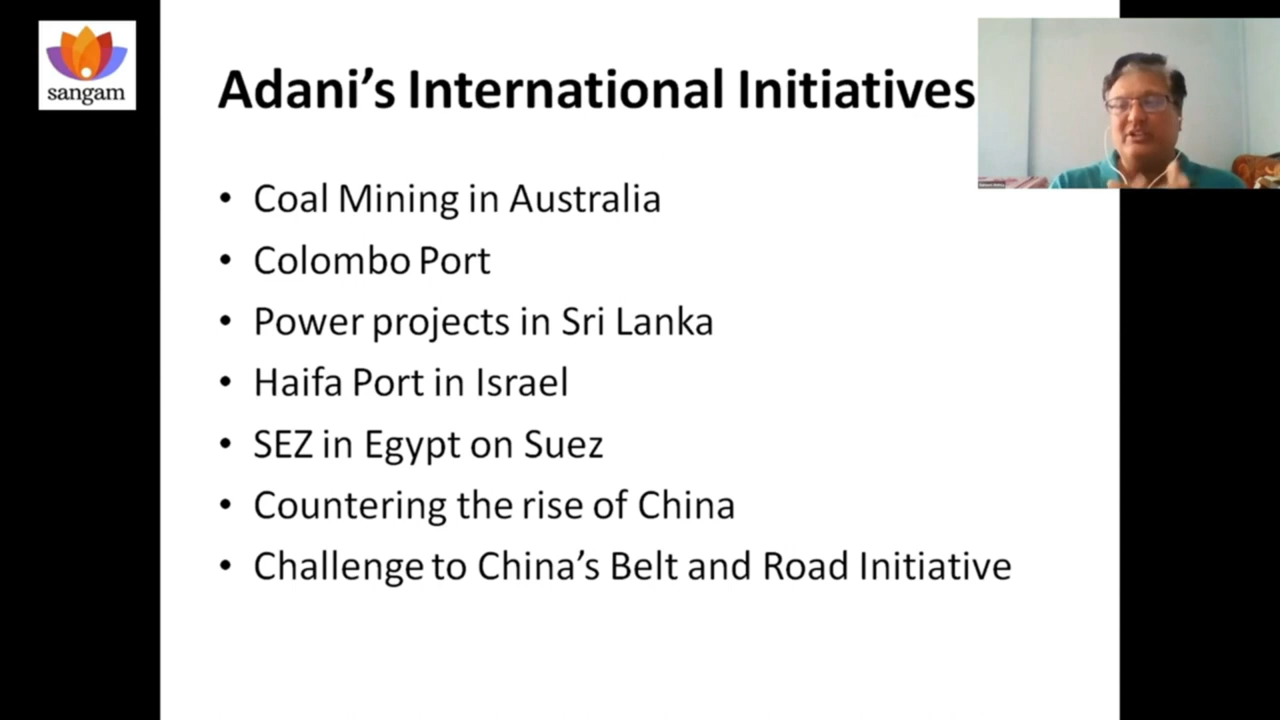 sangam
Adani's International Initiatives
• Coal Mining in Australia
• Colombo Port
• Power projects in Sri Lanka
• Haifa Port in Israel
• SEZ in Egypt on Suez
• Countering the rise of China
• Challenge to China's Belt and Road Initiative